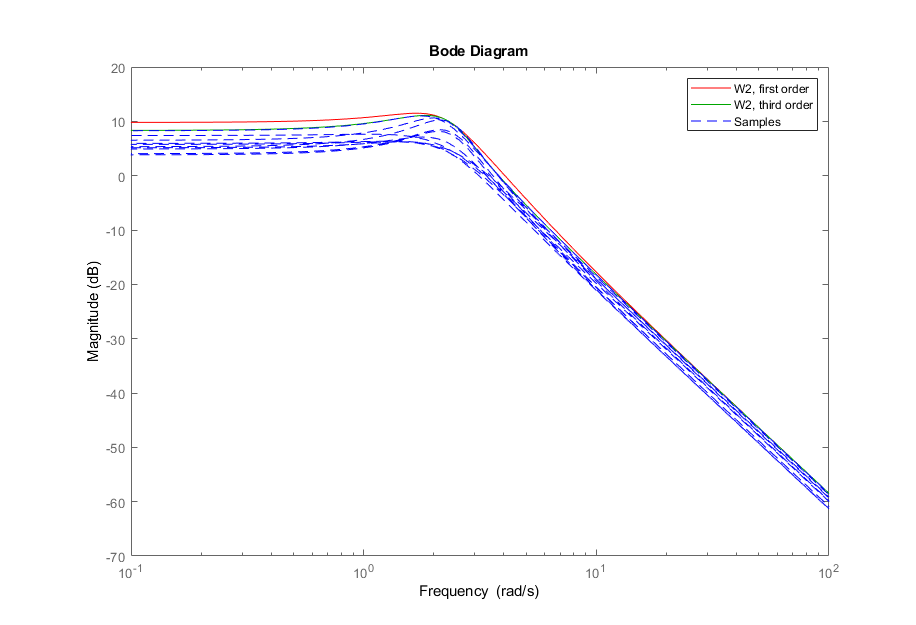 Bode Diagram
W2, first order
W2, third order
Samples
Magnitude (dB)
20
10
0
-10
-20
-30
-40
-50
-60
-70
10^-1
10^0
10^1
10^2
Frequency (rad/s)